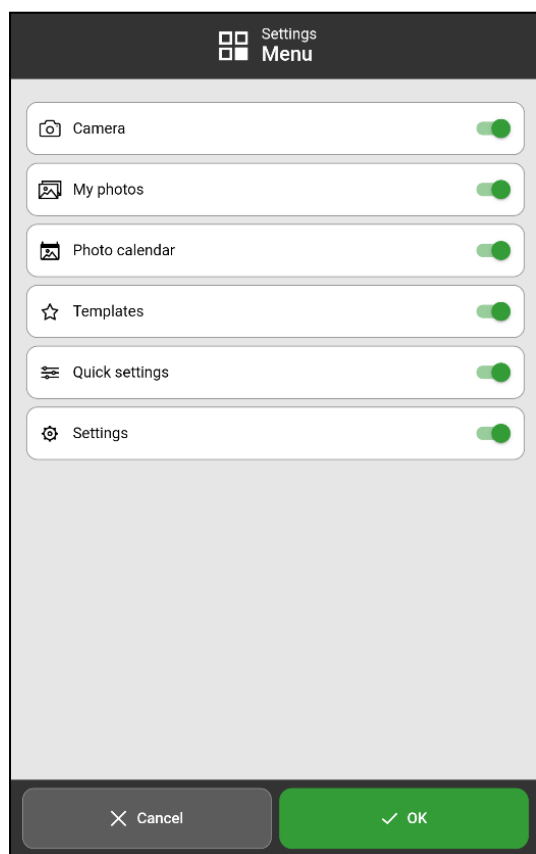 Settings
Menu
Camera
My photos
Photo calendar
Templates
Quick settings
Settings
Cancel
OK